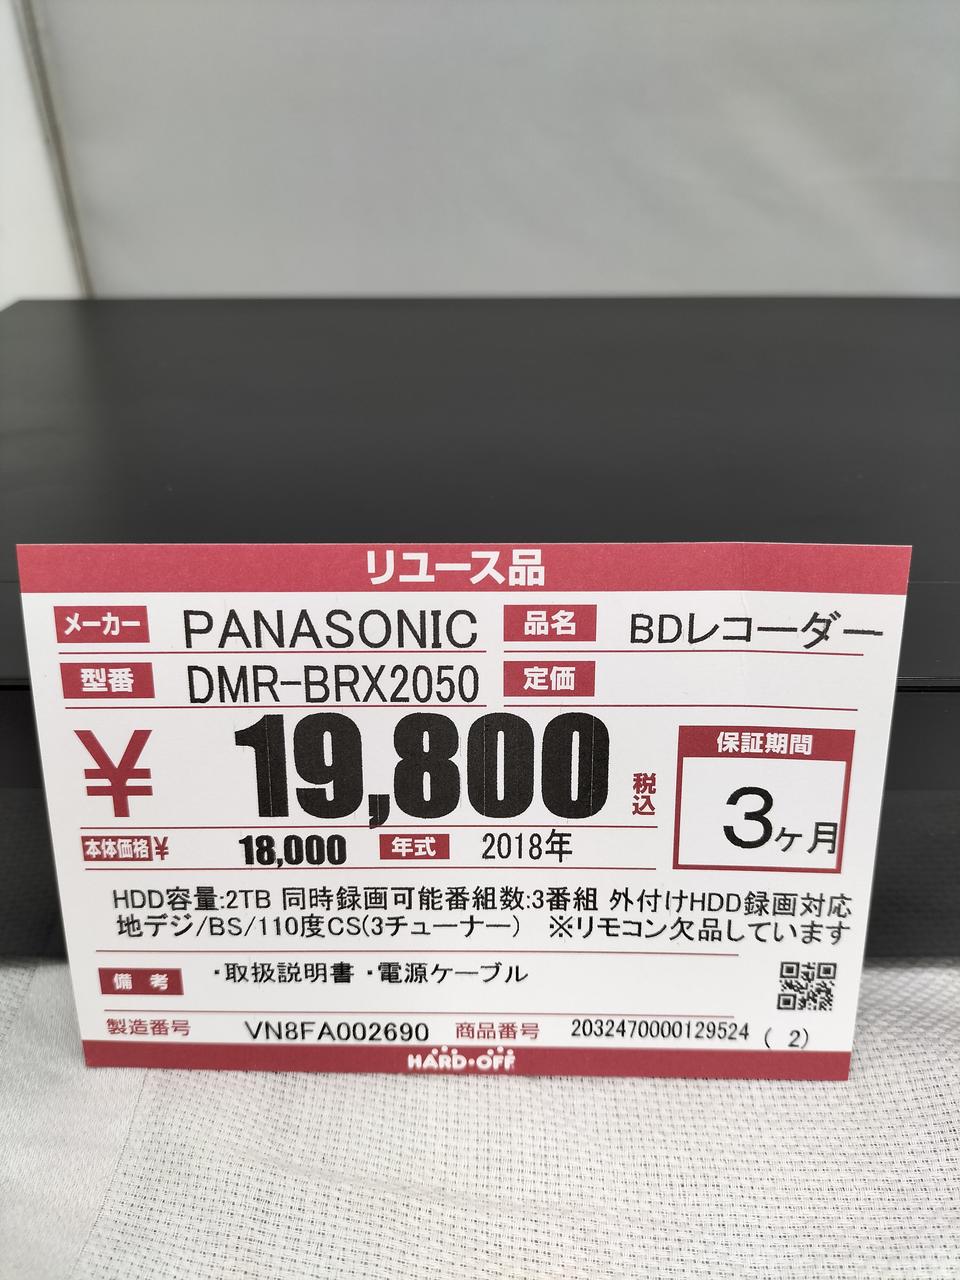 リユース品
メーカー PANASONIC 品名 BDレコーダー
型番 DMR-BRX2050 定価
¥ 19,800 税込
保証期間
3ヶ月
本体価格¥ 18,000 年式 2018年
HDD容量:2TB 同時録画可能番組数:3番組 外付けHDD録画対応
地デジ/BS/110度CS(3チューナー) ※リモコン欠品しています
備考 ・取扱説明書・電源ケーブル
製造番号 VN8FA002690 商品番号 2032470000129524 ( 2)
HARD・OFF